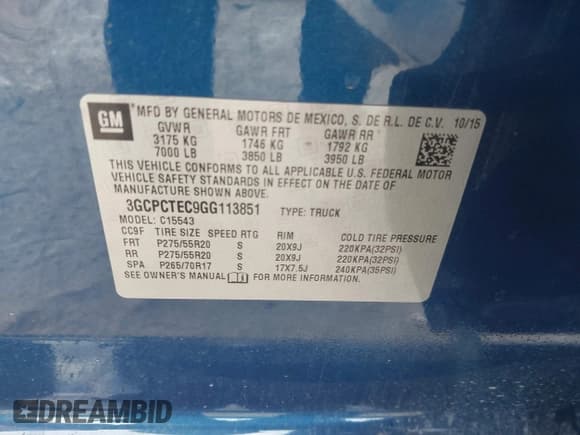 GM
MFD BY GENERAL MOTORS DE MEXICO, S. DE R.L. DE C.V. 10/15
GVWR GAWR FRT GAWR RR
3175 KG 1746 KG 1792 KG
7000 LB 3850 LB 3950 LB
THIS VEHICLE CONFORMS TO ALL APPLICABLE U.S. FEDERAL MOTOR
VEHICLE SAFETY STANDARDS IN EFFECT ON THE DATE OF
MANUFACTURE SHOWN ABOVE.
3GCPCTEC9GG113851 TYPE: TRUCK
MODEL: C15543
CC9F TIRE SIZE SPEED RTG RIM COLD TIRE PRESSURE
FRT P275/55R20 S 20X9J 220KPA(32PSI)
RR P275/55R20 S 20X9J 220KPA(32PSI)
SPA P265/70R17 S 17X7.5J 240KPA(35PSI)
SEE OWNER'S MANUAL FOR MORE INFORMATION.
DREAMBID